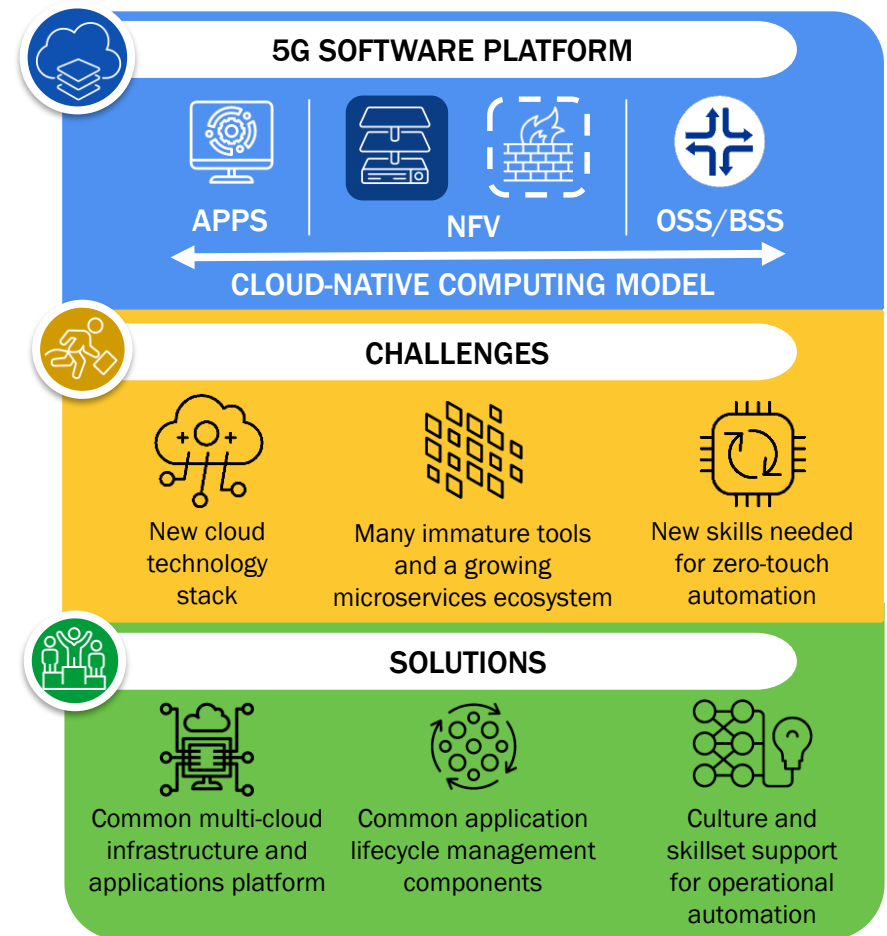 5G SOFTWARE PLATFORM
APPS
NFV
OSS/BSS
CLOUD-NATIVE COMPUTING MODEL
CHALLENGES
New cloud
technology
stack
Many immature tools
and a growing
microservices ecosystem
New skills needed
for zero-touch
automation
SOLUTIONS
Common multi-cloud
infrastructure and
applications platform
Common application
lifecycle management
components
Culture and
skillset support
for operational
automation